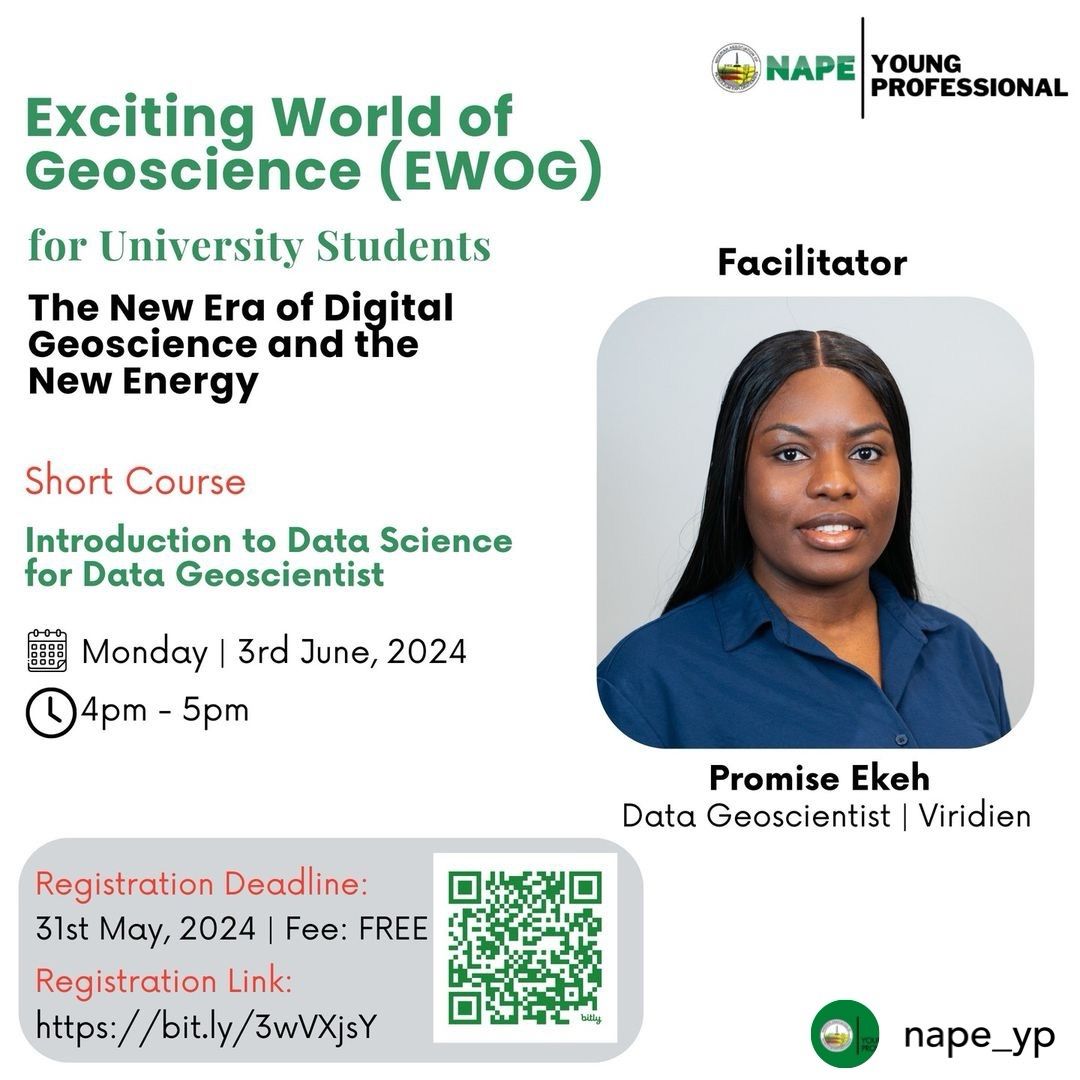 NAPE
YOUNG
PROFESSIONAL
Exciting World of
Geoscience (EWOG)
for University Students
The New Era of Digital
Geoscience and the
New Energy
Short Course
Introduction to Data Science
for Data Geoscientist
Monday | 3rd June, 2024
4pm - 5pm
Facilitator
Promise Ekeh
Data Geoscientist | Viridien
Registration Deadline:
31st May, 2024 | Fee: FREE
Registration Link:
https://bit.ly/3wVXjsY
bitly
nape_yp